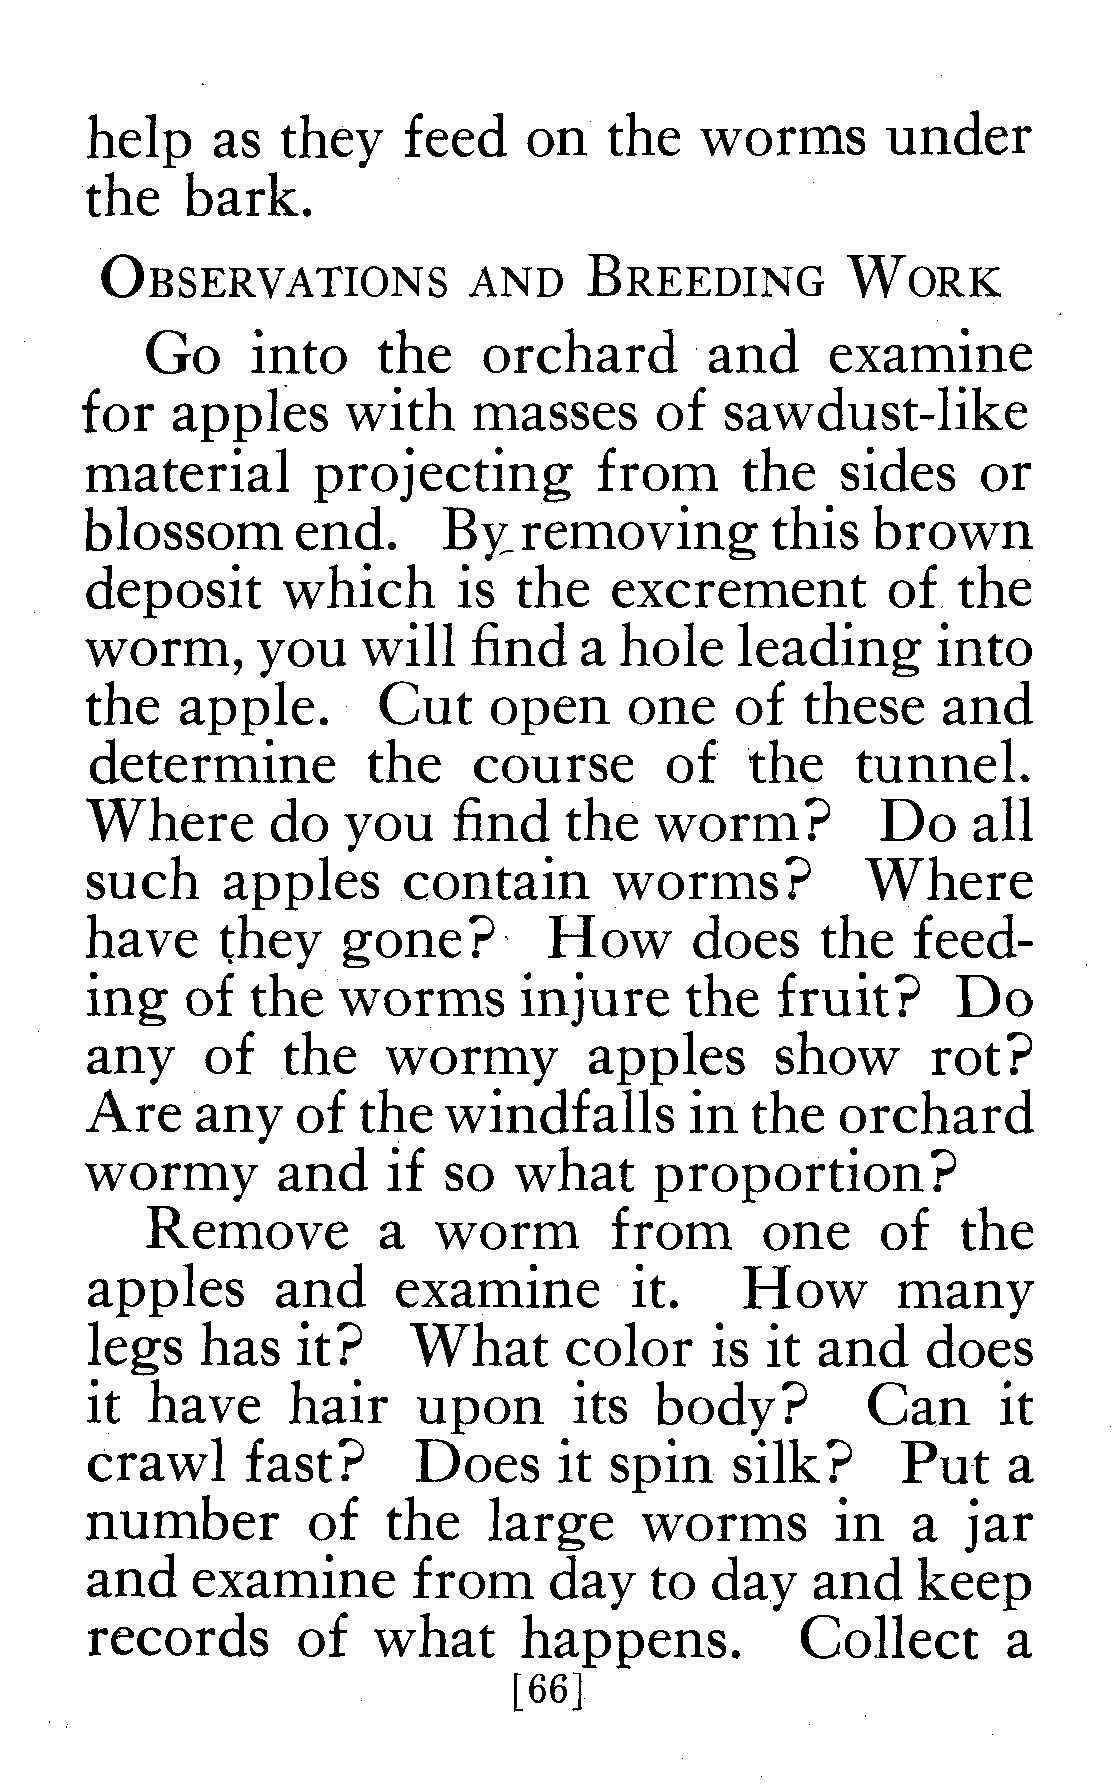 help as they feed on the worms under
the bark.
OBSERVATIONS AND BREEDING WORK
Go into the orchard and examine
for apples with masses of sawdust-like
material projecting from the sides or
blossom end. By removing this brown
deposit which is the excrement of the
worm, you will find a hole leading into
the apple. Cut open one of these and
determine the course of the tunnel.
Where do you find the worm? Do all
such apples contain worms? Where
have they gone? How does the feed-
ing of the worms injure the fruit? Do
any of the wormy apples show rot?
Are any of the windfalls in the orchard
wormy and if so what proportion?
Remove a worm from one of the
apples and examine it. How many
legs has it? What color is it and does
it have hair upon its body? Can it
crawl fast? Does it spin silk? Put a
number of the large worms in a jar
and examine from day to day and keep
records of what happens. Collect a
[66]